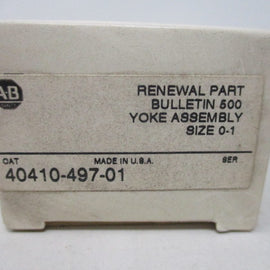 AB
RENEWAL PART
BULLETIN 500
YOKE ASSEMBLY
SIZE 0-1
CAT MADE IN U.S.A. SER
40410-497-01